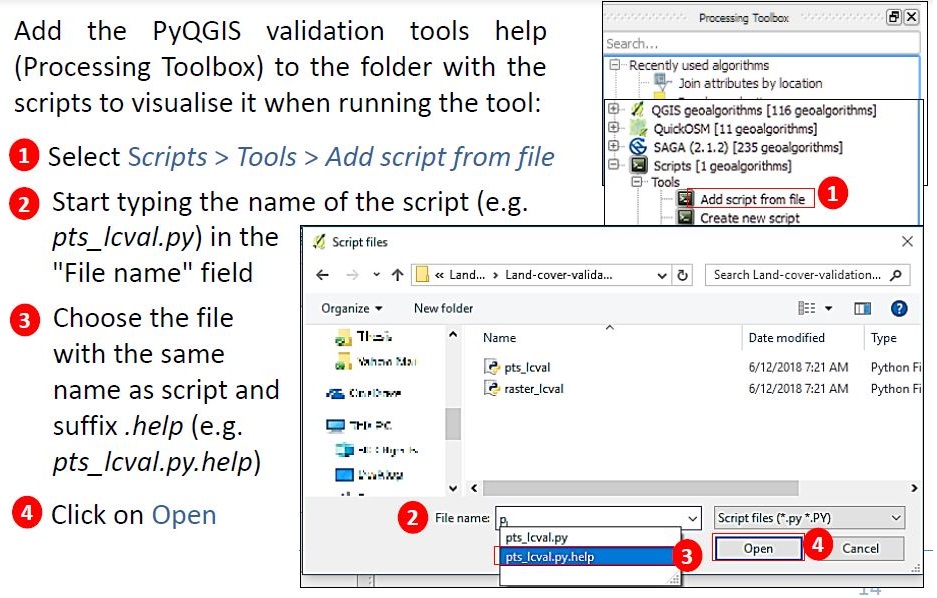 Add the PyQGIS validation tools help
(Processing Toolbox) to the folder with the
scripts to visualise it when running the tool:
1 Select Scripts > Tools > Add script from file
2 Start typing the name of the script (e.g.
pts_lcval.py) in the
"File name" field
3 Choose the file
with the same
name as script and
suffix .help (e.g.
pts_lcval.py.help)
4 Click on Open
Processing Toolbox
Search...
Recently used algorithms
Join attributes by location
QGIS geoalgorithms [116 geoalgorithms]
QuickOSM [11 geoalgorithms]
SAGA (2.1.2) [235 geoalgorithms]
Scripts [1 geoalgorithms]
Tools
Add script from file 1
Create new script
Script files
« Land... > Land-cover-valida...
Search Land-cover-validation...
Organize
New folder
Name Date modified Type
pts_lcval 6/12/2018 7:21 AM Python Fi
raster_lcval 6/12/2018 7:21 AM Python Fi
OneDrive
This PC
Desktop
2 File name: p
Script files (*.py *.PY)
pts_lcval.py
pts_lcval.py.help 3
Open 4 Cancel
14